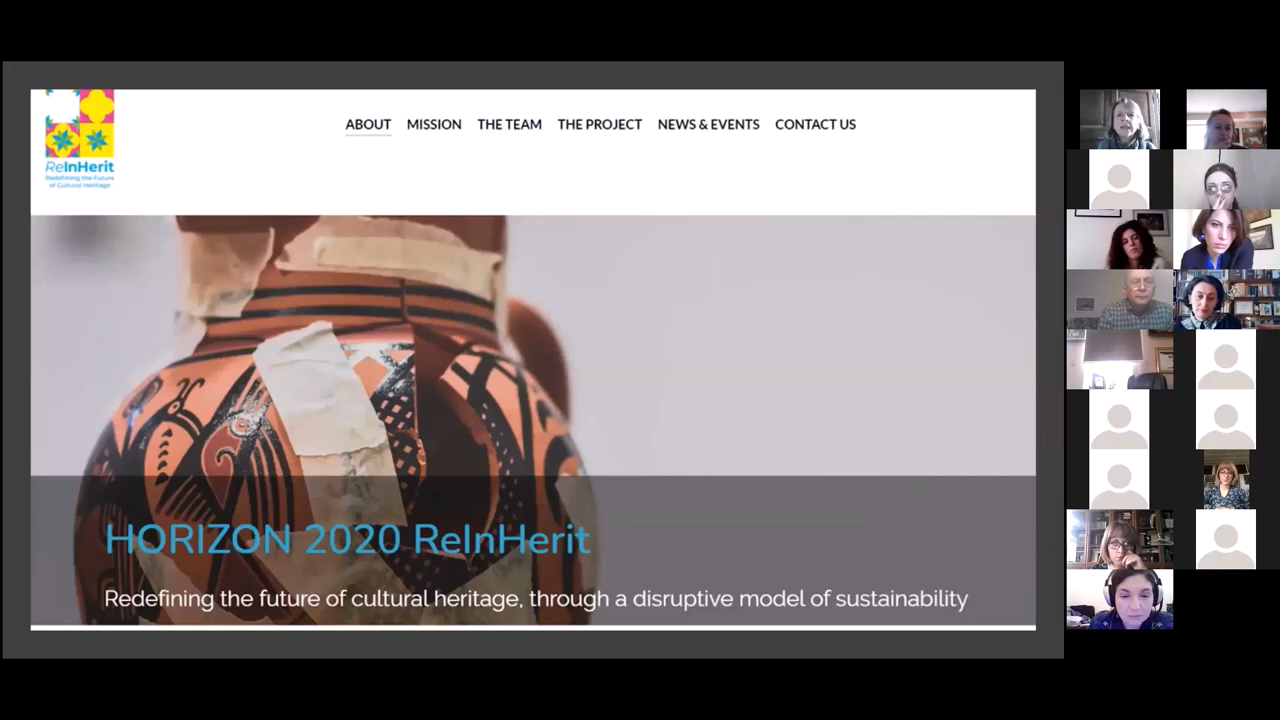 ABOUT MISSION THE TEAM THE PROJECT NEWS & EVENTS CONTACT US
ReInHerit
Redefining the Future
of Cultural Heritage
HORIZON 2020 ReInHerit
Redefining the future of cultural heritage, through a disruptive model of sustainability